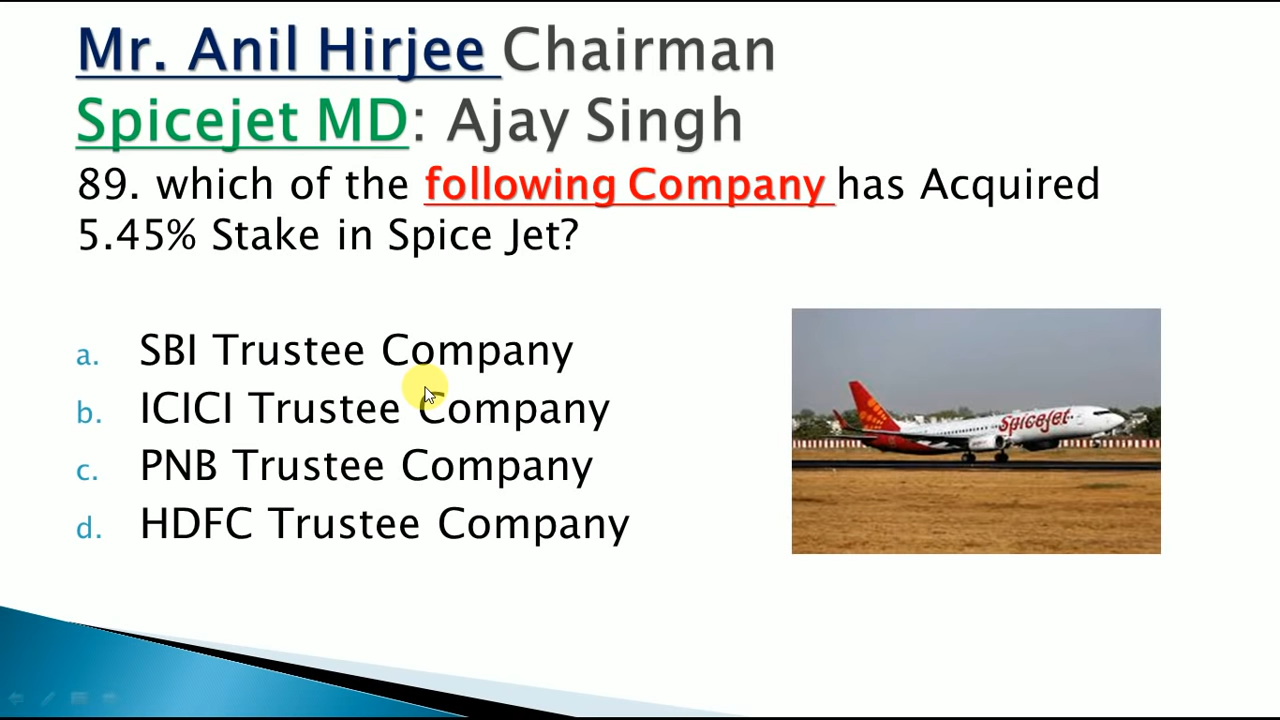 Mr. Anil Hirjee Chairman
Spicejet MD: Ajay Singh
89. which of the following Company has Acquired
5.45% Stake in Spice Jet?
a. SBI Trustee Company
b. ICICI Trustee Company
c. PNB Trustee Company
d. HDFC Trustee Company
Spicejet